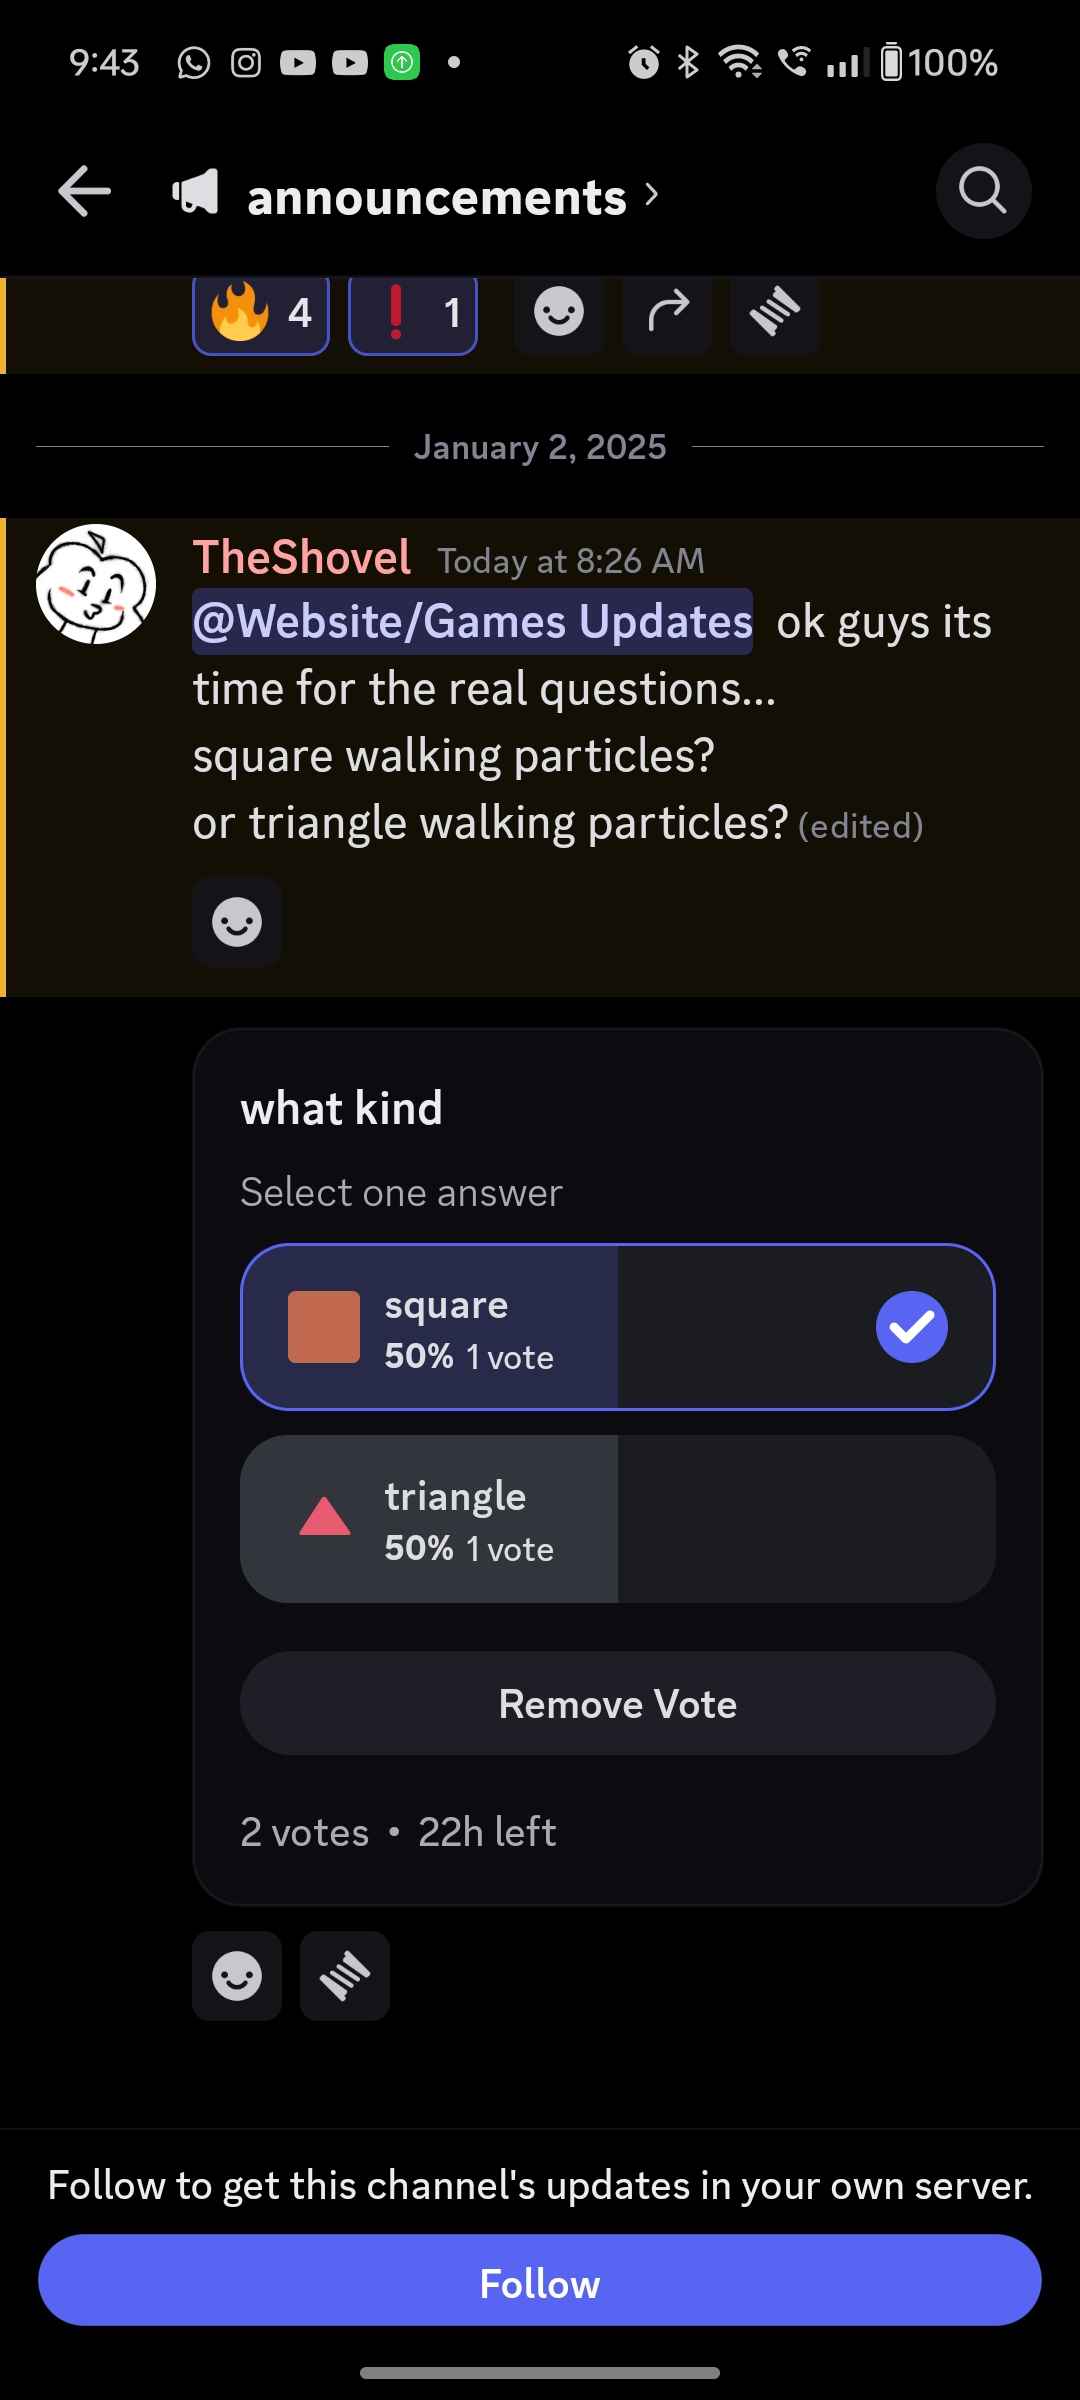 9:43 100%
announcements
4 1
January 2, 2025
TheShovel Today at 8:26 AM
@Website/Games Updates ok guys its
time for the real questions...
square walking particles?
or triangle walking particles? (edited)
what kind
Select one answer
square
50% 1 vote
triangle
50% 1 vote
Remove Vote
2 votes • 22h left
Follow to get this channel's updates in your own server.
Follow